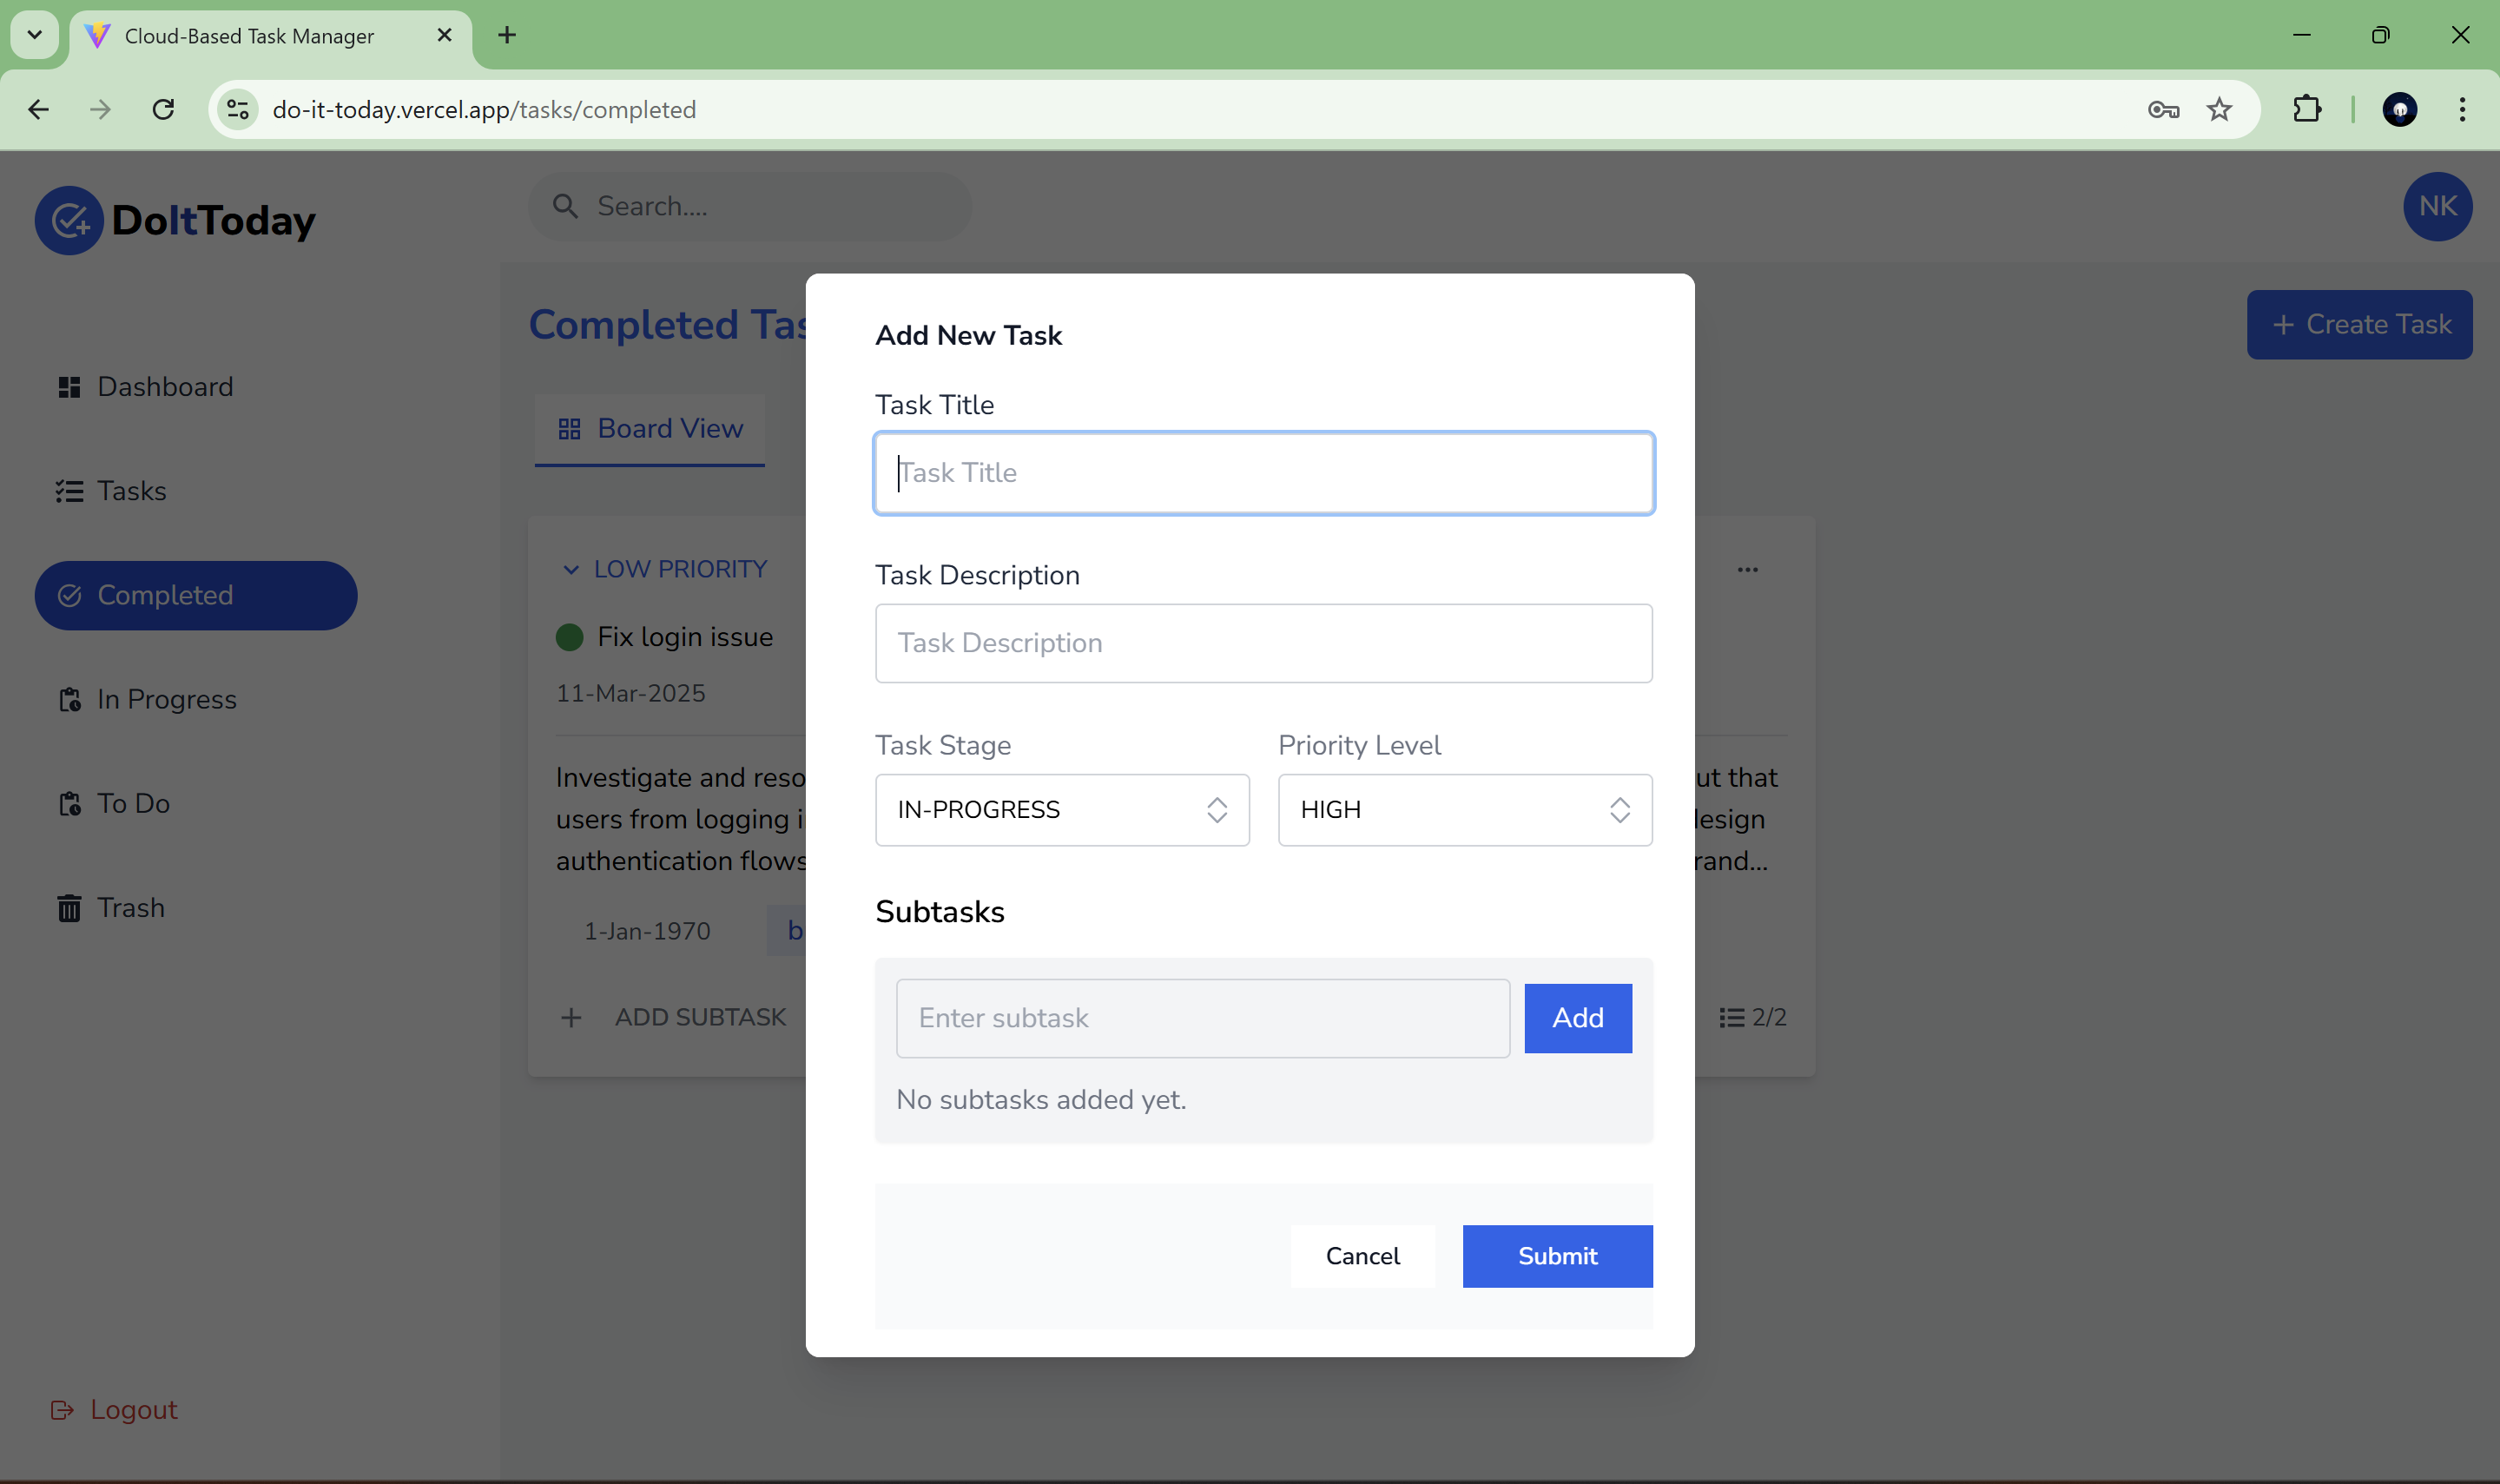 Cloud-Based Task Manager
do-it-today.vercel.app/tasks/completed
DoItToday
Search....
NK
Dashboard
Tasks
Completed
In Progress
To Do
Trash
Logout
Completed Tas
Create Task
Board View
LOW PRIORITY
Fix login issue
11-Mar-2025
Investigate and reso
users from logging i
authentication flows
1-Jan-1970
b
ADD SUBTASK
Add New Task
Task Title
Task Title
Task Description
Task Description
Task Stage
Priority Level
IN-PROGRESS
HIGH
Subtasks
Enter subtask
Add
No subtasks added yet.
Cancel
Submit
ut that
esign
rand...
2/2